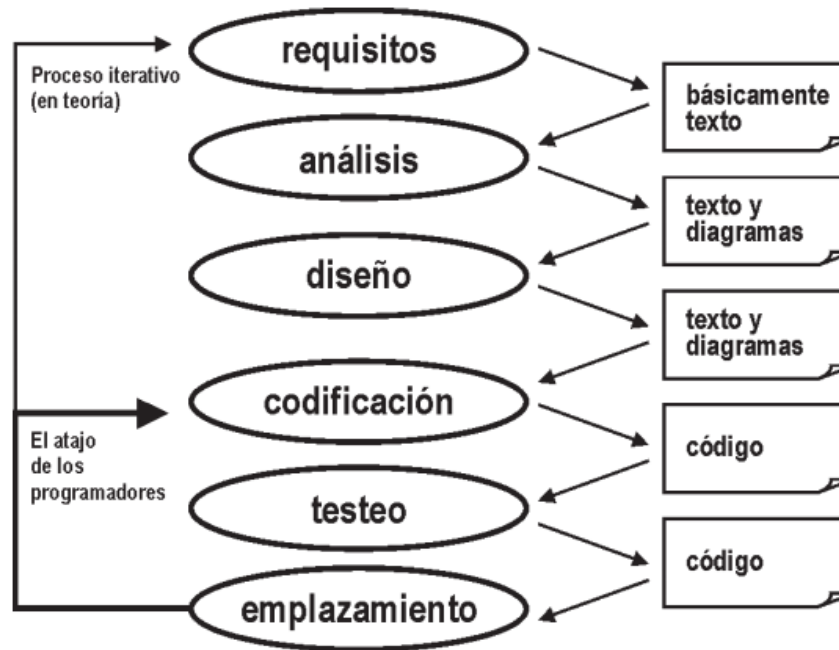 requisitos
Proceso iterativo
(en teoría)
básicamente
texto
análisis
texto y
diagramas
diseño
texto y
diagramas
codificación
El atajo
de los
programadores
código
testeo
código
emplazamiento